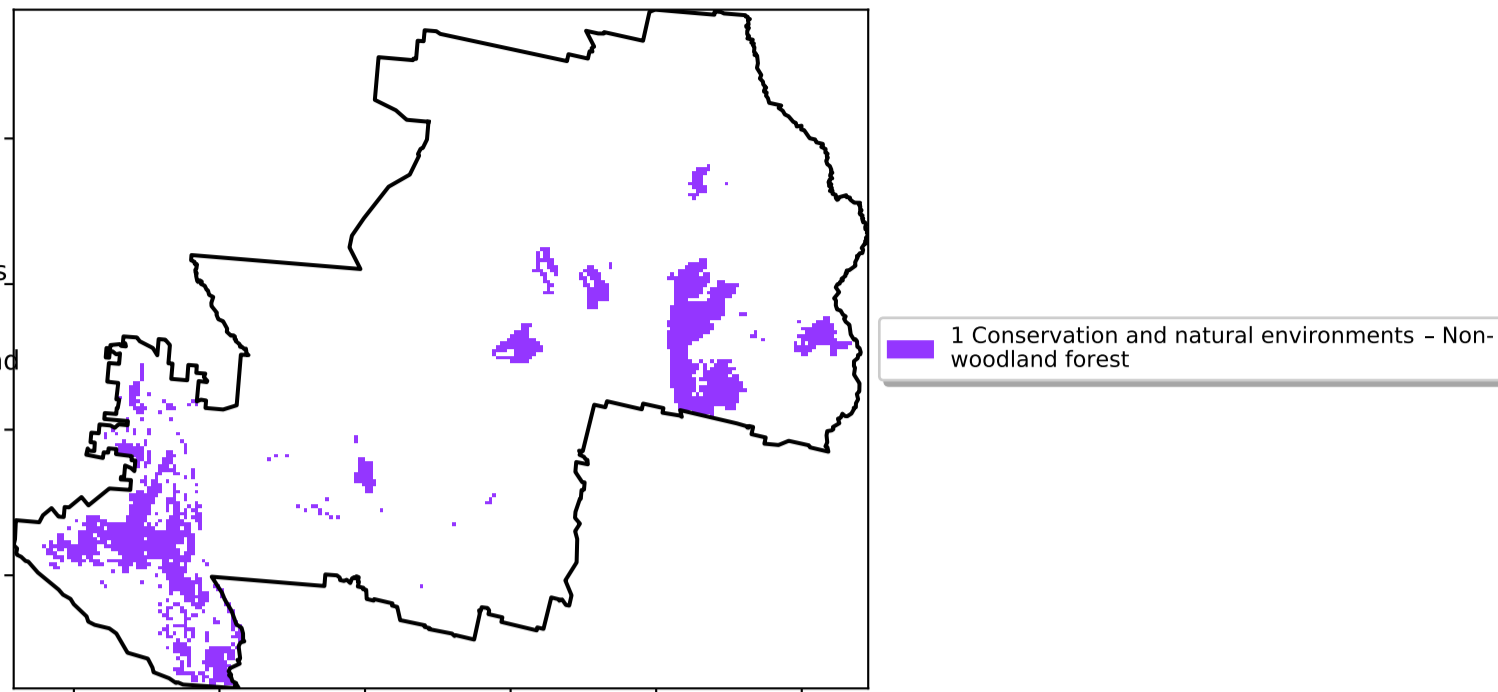 s
d
1 Conservation and natural environments – Non-
woodland forest